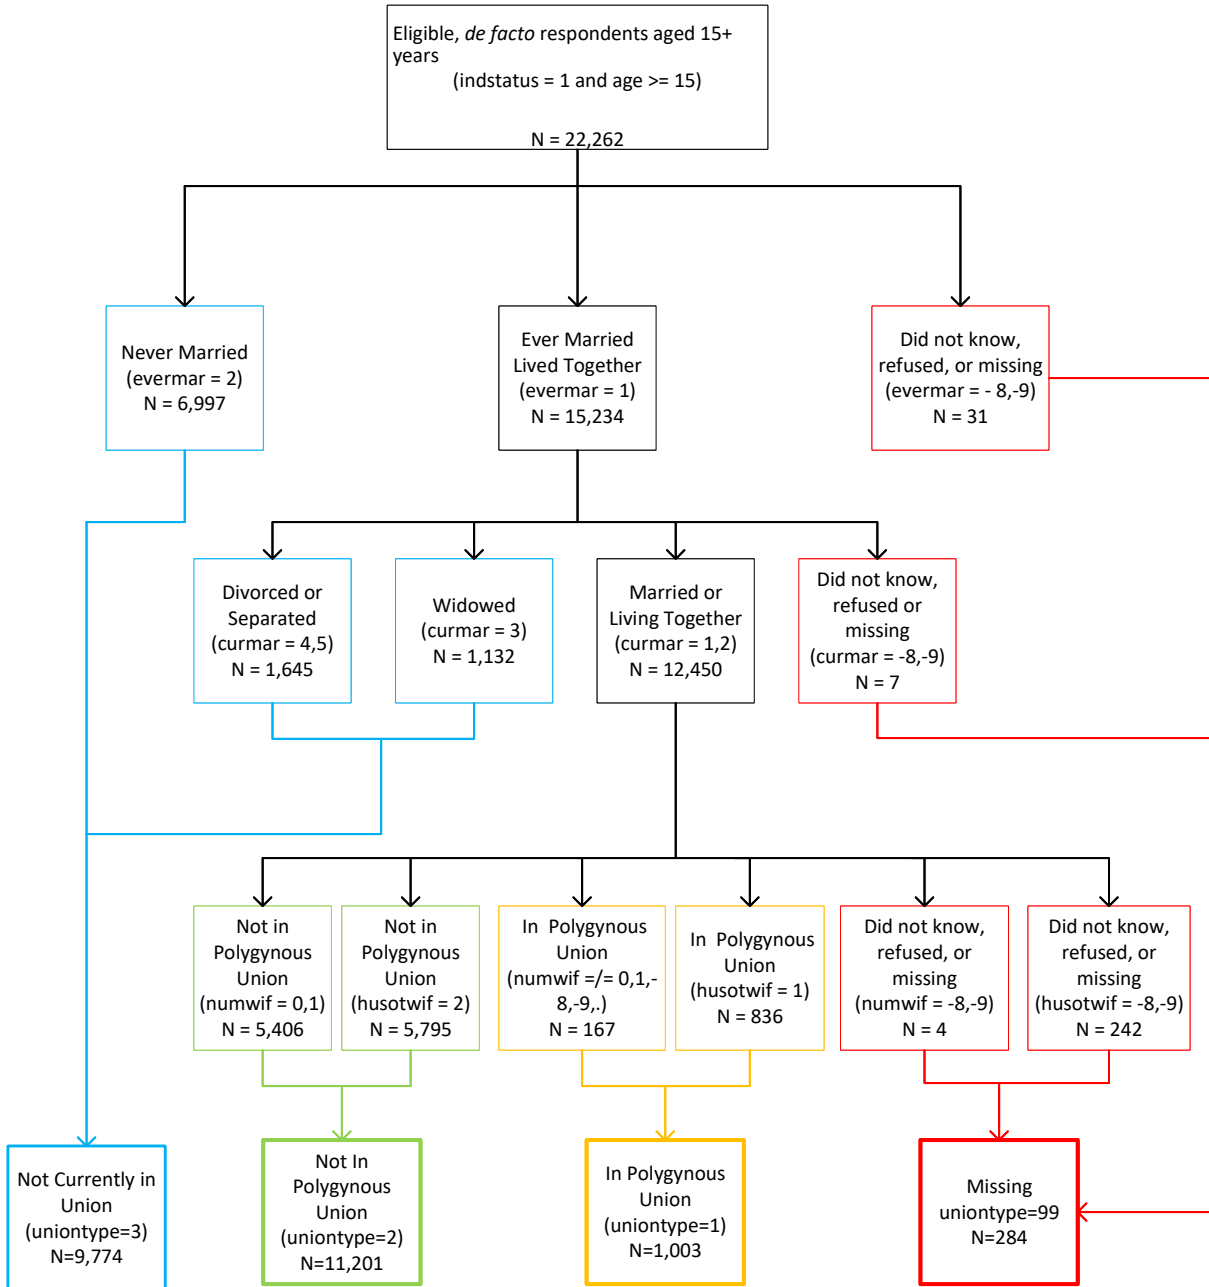 Eligible, de facto respondents aged 15+
years
(indstatus = 1 and age >= 15)
N = 22,262
Never Married
(evermar = 2)
N = 6,997
Ever Married
Lived Together
(evermar = 1)
N = 15,234
Did not know,
refused, or missing
(evermar = - 8,-9)
N = 31
Divorced or
Separated
(curmar = 4,5)
N = 1,645
Widowed
(curmar = 3)
N = 1,132
Married or
Living Together
(curmar = 1,2)
N = 12,450
Did not know,
refused or
missing
(curmar = -8,-9)
N = 7
Not in
Polygynous
Union
(numwif = 0,1)
N = 5,406
Not in
Polygynous
Union
(husotwif = 2)
N = 5,795
In Polygynous
Union
(numwif =/= 0,1,-
8,-9,.)
N = 167
In Polygynous
Union
(husotwif = 1)
N = 836
Did not know,
refused, or
missing
(numwif = -8,-9)
N = 4
Did not know,
refused, or
missing
(husotwif = -8,-9)
N = 242
Not Currently in
Union
(uniontype=3)
N=9,774
Not In
Polygynous
Union
(uniontype=2)
N=11,201
In Polygynous
Union
(uniontype=1)
N=1,003
Missing
uniontype=99
N=284